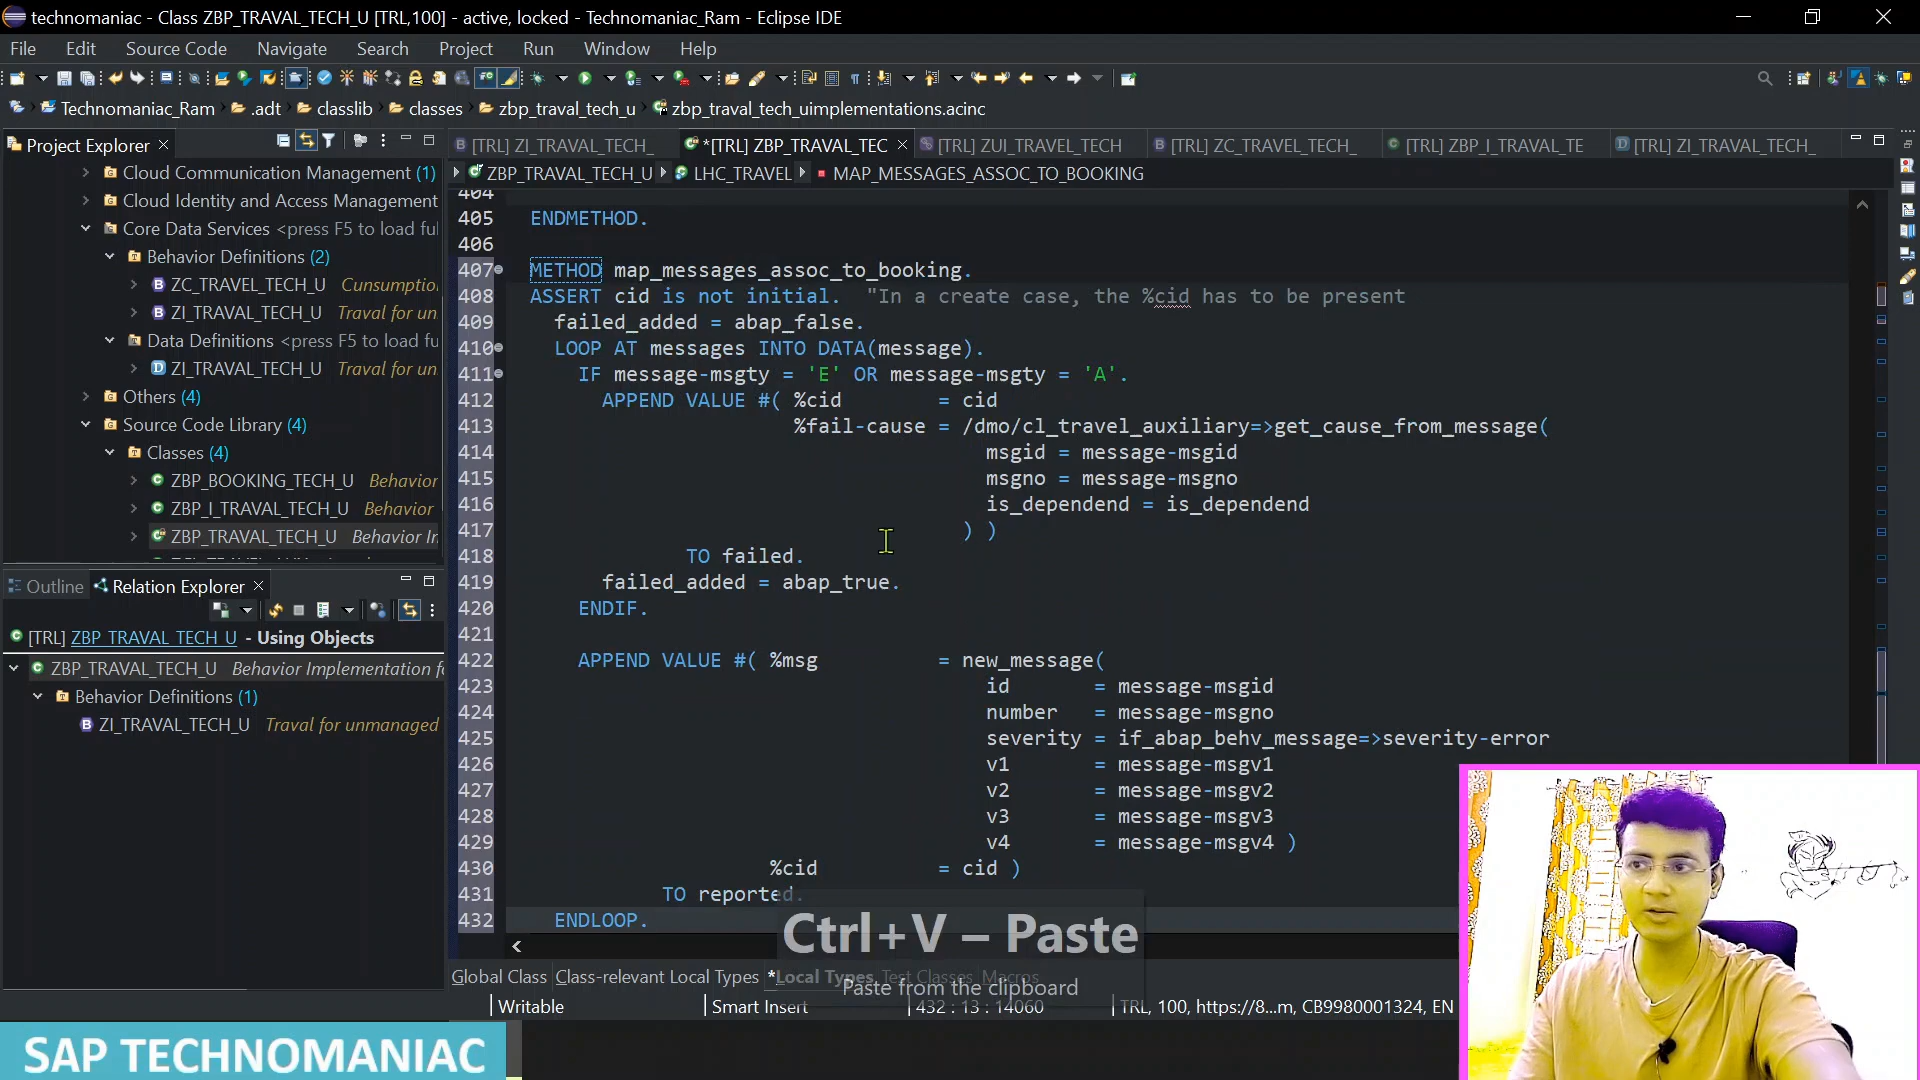 technomaniac - Class ZBP_TRAVAL_TECH_U [TRL,100] - active, locked - Technomaniac_Ram - Eclipse IDE
File Edit Source Code Navigate Search Project Run Window Help
Technomaniac_Ram .adt classlib classes zbp_traval_tech_u zbp_traval_tech_uimplementations.acinc
Project Explorer
Cloud Communication Management (1)
Cloud Identity and Access Management
Core Data Services <press F5 to load ful
Behavior Definitions (2)
ZC_TRAVEL_TECH_U Cunsumptio
ZI_TRAVAL_TECH_U Traval for un
Data Definitions <press F5 to load fu
ZI_TRAVAL_TECH_U Traval for un
Others (4)
Source Code Library (4)
Classes (4)
ZBP_BOOKING_TECH_U Behavior
ZBP_I_TRAVAL_TECH_U Behavior
ZBP_TRAVAL_TECH_U Behavior Ir
Outline Relation Explorer
[TRL] ZBP_TRAVAL_TECH_U - Using Objects
ZBP_TRAVAL_TECH_U Behavior Implementation fo
Behavior Definitions (1)
ZI_TRAVAL_TECH_U Traval for unmanaged
[TRL] ZI_TRAVAL_TECH_ *[TRL] ZBP_TRAVAL_TEC [TRL] ZUI_TRAVEL_TECH [TRL] ZC_TRAVEL_TECH_ [TRL] ZBP_I_TRAVAL_TE [TRL] ZI_TRAVAL_TECH_
ZBP_TRAVAL_TECH_U LHC_TRAVEL MAP_MESSAGES_ASSOC_TO_BOOKING
404
405 ENDMETHOD.
406
407 METHOD map_messages_assoc_to_booking.
408 ASSERT cid is not initial. "In a create case, the %cid has to be present
409 failed_added = abap_false.
410 LOOP AT messages INTO DATA(message).
411 IF message-msgty = 'E' OR message-msgty = 'A'.
412 APPEND VALUE #( %cid = cid
413 %fail-cause = /dmo/cl_travel_auxiliary=>get_cause_from_message(
414 msgid = message-msgid
415 msgno = message-msgno
416 is_dependend = is_dependend
417 ) )
418 TO failed.
419 failed_added = abap_true.
420 ENDIF.
421
422 APPEND VALUE #( %msg = new_message(
423 id = message-msgid
424 number = message-msgno
425 severity = if_abap_behv_message=>severity-error
426 v1 = message-msgv1
427 v2 = message-msgv2
428 v3 = message-msgv3
429 v4 = message-msgv4 )
430 %cid = cid )
431 TO reported.
432 ENDLOOP.
Ctrl+V – Paste
Paste from the clipboard
Global Class Class-relevant Local Types *Local Types Test Classes Macros
Writable Smart Insert 432 : 13 : 14060 TRL, 100, https://8...m, CB9980001324, EN
SAP TECHNOMANIAC